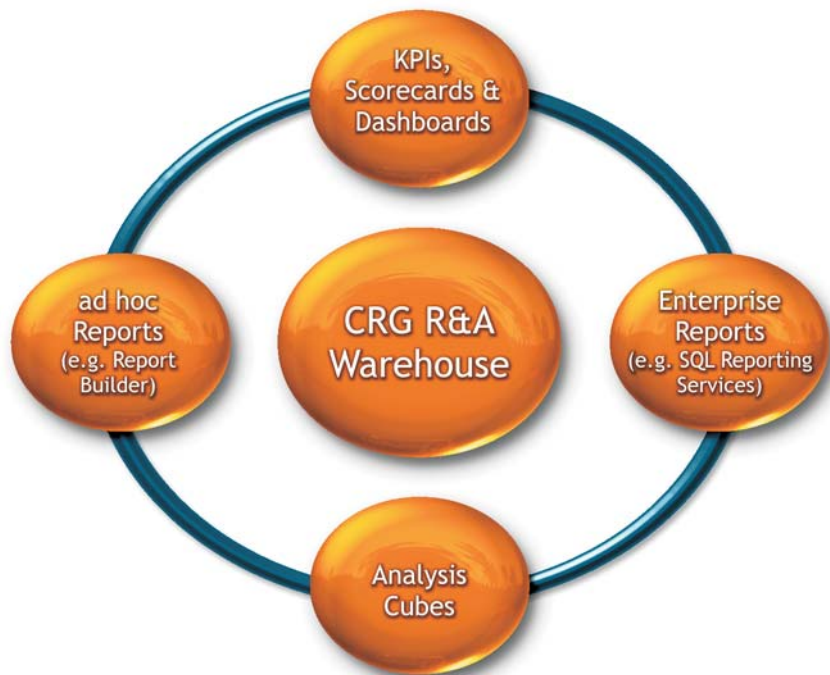 KPIs,
Scorecards &
Dashboards
ad hoc
Reports
(e.g. Report
Builder)
CRG R&A
Warehouse
Enterprise
Reports
(e.g. SQL Reporting
Services)
Analysis
Cubes